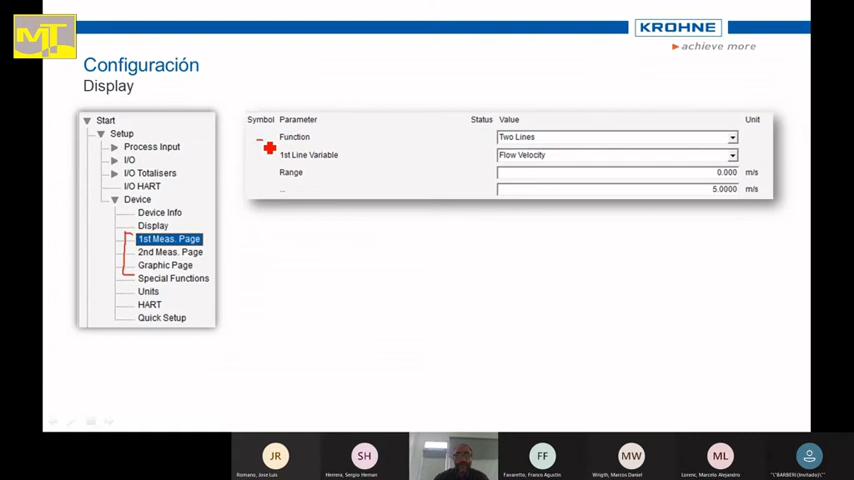 MT
KROHNE
achieve more
Configuración
Display
Start
Setup
Process Input
I/O
I/O Totalisers
I/O HART
Device
Device Info
Display
1st Meas. Page
2nd Meas. Page
Graphic Page
Special Functions
Units
HART
Quick Setup
Symbol Parameter Status Value Unit
Function Two Lines
1st Line Variable Flow Velocity
Range 0.000 m/s
... 5.0000 m/s
JR SH FF MW ML
Romano, Jose Luis Herrera, Sergio Hernan Favaretto, Franco Agustin Wrigth, Marcos Daniel Lorenc, Marcelo Alejandro \"\BARBERI (Invitado)\"\"